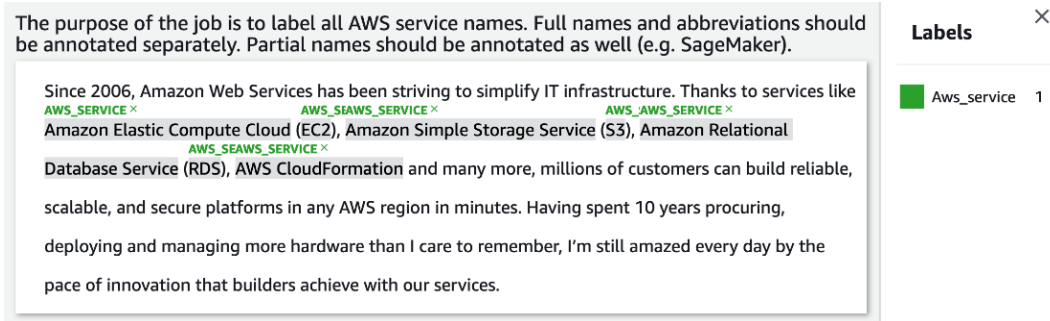 The purpose of the job is to label all AWS service names. Full names and abbreviations should
be annotated separately. Partial names should be annotated as well (e.g. SageMaker).
Since 2006, Amazon Web Services has been striving to simplify IT infrastructure. Thanks to services like
AWS_SERVICE × AWS_SEAWS_SERVICE × AWS_AWS_SERVICE ×
Amazon Elastic Compute Cloud (EC2), Amazon Simple Storage Service (S3), Amazon Relational
AWS_SEAWS_SERVICE ×
Database Service (RDS), AWS CloudFormation and many more, millions of customers can build reliable,
scalable, and secure platforms in any AWS region in minutes. Having spent 10 years procuring,
deploying and managing more hardware than I care to remember, I’m still amazed every day by the
pace of innovation that builders achieve with our services.
×
Labels
Aws_service 1